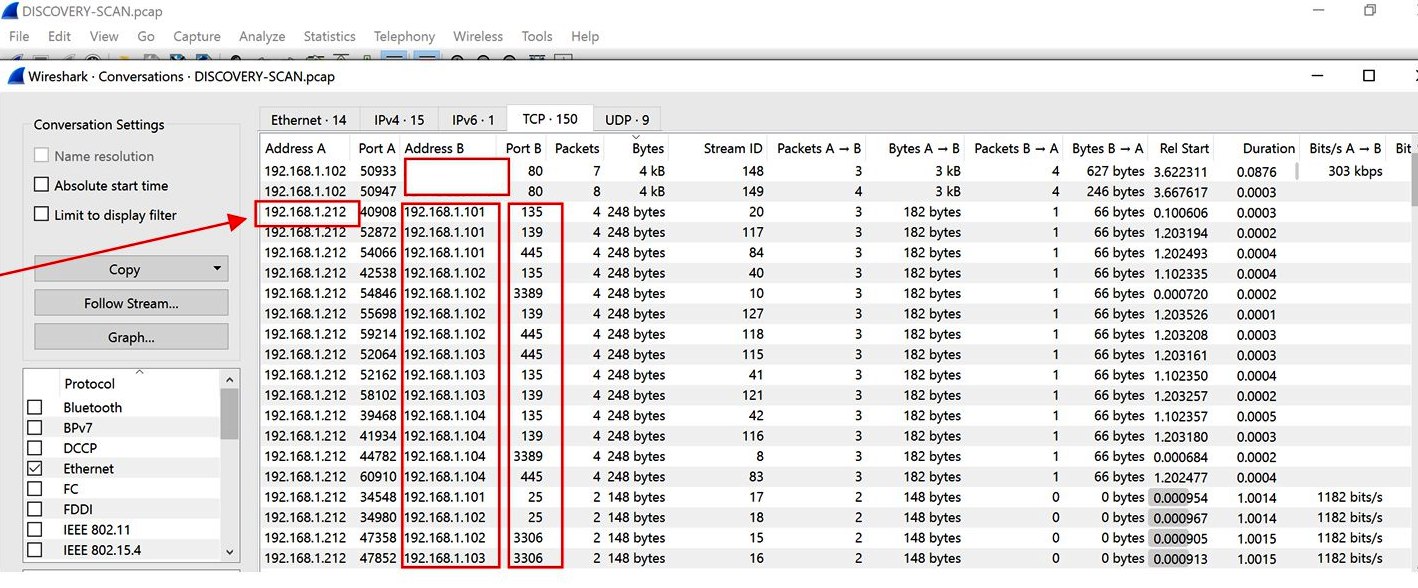 DISCOVERY-SCAN.pcap
File Edit View Go Capture Analyze Statistics Telephony Wireless Tools Help
Wireshark · Conversations · DISCOVERY-SCAN.pcap
Conversation Settings
Name resolution
Absolute start time
Limit to display filter
Copy
Follow Stream...
Graph...
Protocol
Bluetooth
BPv7
DCCP
Ethernet
FC
FDDI
IEEE 802.11
IEEE 802.15.4
Ethernet · 14 IPv4 · 15 IPv6 · 1 TCP · 150 UDP · 9
Address A Port A Address B Port B Packets Bytes Stream ID Packets A → B Bytes A → B Packets B → A Bytes B → A Rel Start Duration Bits/s A → B Bit
192.168.1.102 50933 80 7 4 kB 148 3 3 kB 4 627 bytes 3.622311 0.0876 303 kbps
192.168.1.102 50947 80 8 4 kB 149 4 3 kB 4 246 bytes 3.667617 0.0003
192.168.1.212 40908 192.168.1.101 135 4 248 bytes 20 3 182 bytes 1 66 bytes 0.100606 0.0003
192.168.1.212 52872 192.168.1.101 139 4 248 bytes 117 3 182 bytes 1 66 bytes 1.203194 0.0002
192.168.1.212 54066 192.168.1.101 445 4 248 bytes 84 3 182 bytes 1 66 bytes 1.202493 0.0004
192.168.1.212 42538 192.168.1.102 135 4 248 bytes 40 3 182 bytes 1 66 bytes 1.102335 0.0004
192.168.1.212 54846 192.168.1.102 3389 4 248 bytes 10 3 182 bytes 1 66 bytes 0.000720 0.0002
192.168.1.212 55698 192.168.1.102 139 4 248 bytes 127 3 182 bytes 1 66 bytes 1.203526 0.0001
192.168.1.212 59214 192.168.1.102 445 4 248 bytes 118 3 182 bytes 1 66 bytes 1.203208 0.0003
192.168.1.212 52064 192.168.1.103 445 4 248 bytes 115 3 182 bytes 1 66 bytes 1.203161 0.0003
192.168.1.212 52162 192.168.1.103 135 4 248 bytes 41 3 182 bytes 1 66 bytes 1.102350 0.0004
192.168.1.212 58102 192.168.1.103 139 4 248 bytes 121 3 182 bytes 1 66 bytes 1.203257 0.0002
192.168.1.212 39468 192.168.1.104 135 4 248 bytes 42 3 182 bytes 1 66 bytes 1.102357 0.0005
192.168.1.212 41934 192.168.1.104 139 4 248 bytes 116 3 182 bytes 1 66 bytes 1.203180 0.0003
192.168.1.212 44782 192.168.1.104 3389 4 248 bytes 8 3 182 bytes 1 66 bytes 0.000684 0.0002
192.168.1.212 60910 192.168.1.104 445 4 248 bytes 83 3 182 bytes 1 66 bytes 1.202477 0.0004
192.168.1.212 34548 192.168.1.101 25 2 148 bytes 17 2 148 bytes 0 0 bytes 0.000954 1.0014 1182 bits/s
192.168.1.212 34980 192.168.1.102 25 2 148 bytes 18 2 148 bytes 0 0 bytes 0.000967 1.0014 1182 bits/s
192.168.1.212 47358 192.168.1.102 3306 2 148 bytes 15 2 148 bytes 0 0 bytes 0.000905 1.0015 1182 bits/s
192.168.1.212 47852 192.168.1.103 3306 2 148 bytes 16 2 148 bytes 0 0 bytes 0.000913 1.0015 1182 bits/s